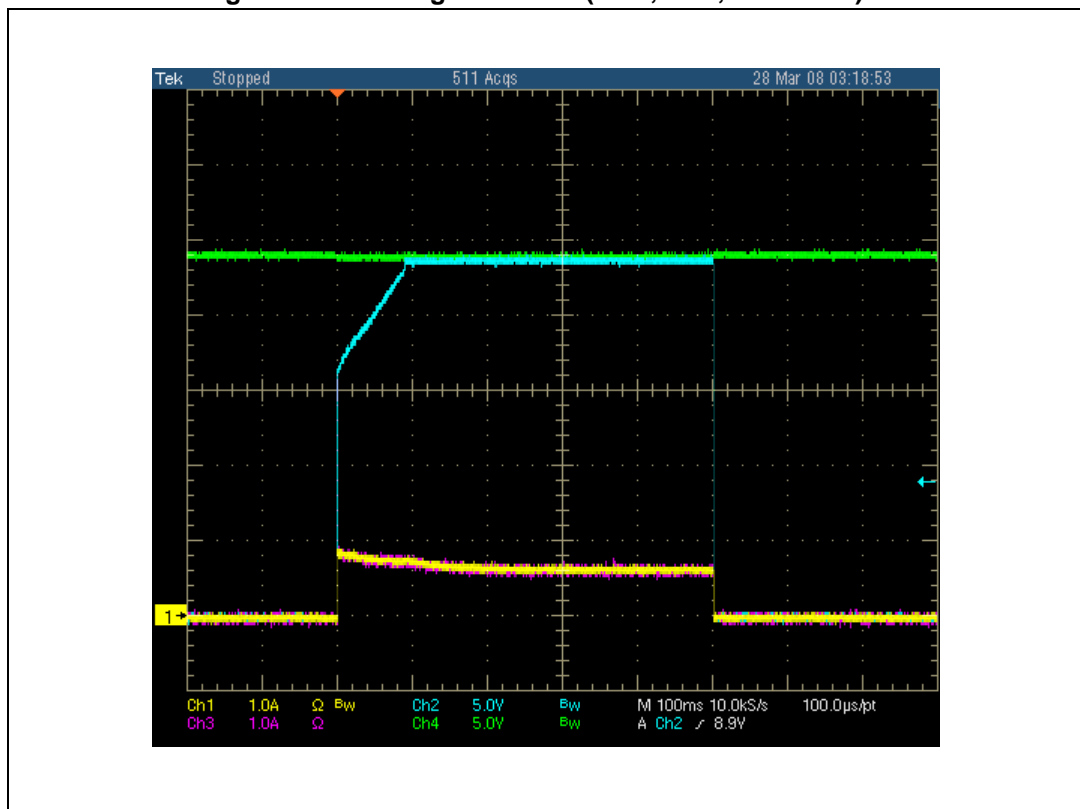 Tek Stopped 511 Acqs 28 Mar 08 03:18:53
1
Ch1 1.0A Ω Bw Ch2 5.0V Bw M 100ms 10.0kS/s 100.0µs/pt
Ch3 1.0A Ω Ch4 5.0V Bw A Ch2 8.9V